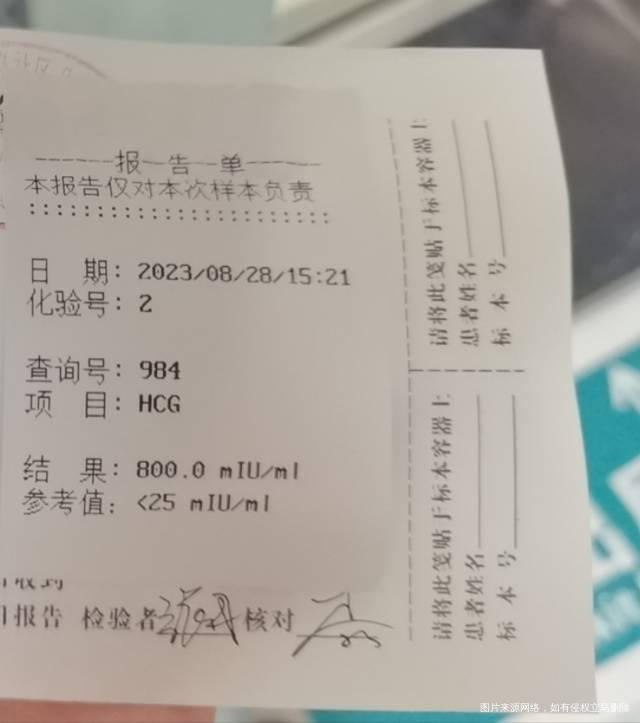 报 告 单
本报告仅对本次样本负责
日 期: 2023/08/28/15:21
化验号: 2
查询号: 984
项 目: HCG
结 果: 800.0 mIU/ml
参考值: <25 mIU/ml
收到
报告 检验者 核对
请将此笺贴于标本容器上
患者姓名
标 本 号
请将此笺贴于标本容器上
患者姓名
标 本 号
图片来源网络，如有侵权立马删除